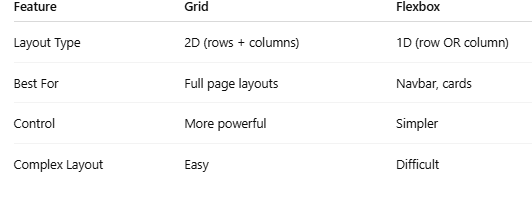 Feature Grid Flexbox
Layout Type 2D (rows + columns) 1D (row OR column)
Best For Full page layouts Navbar, cards
Control More powerful Simpler
Complex Layout Easy Difficult